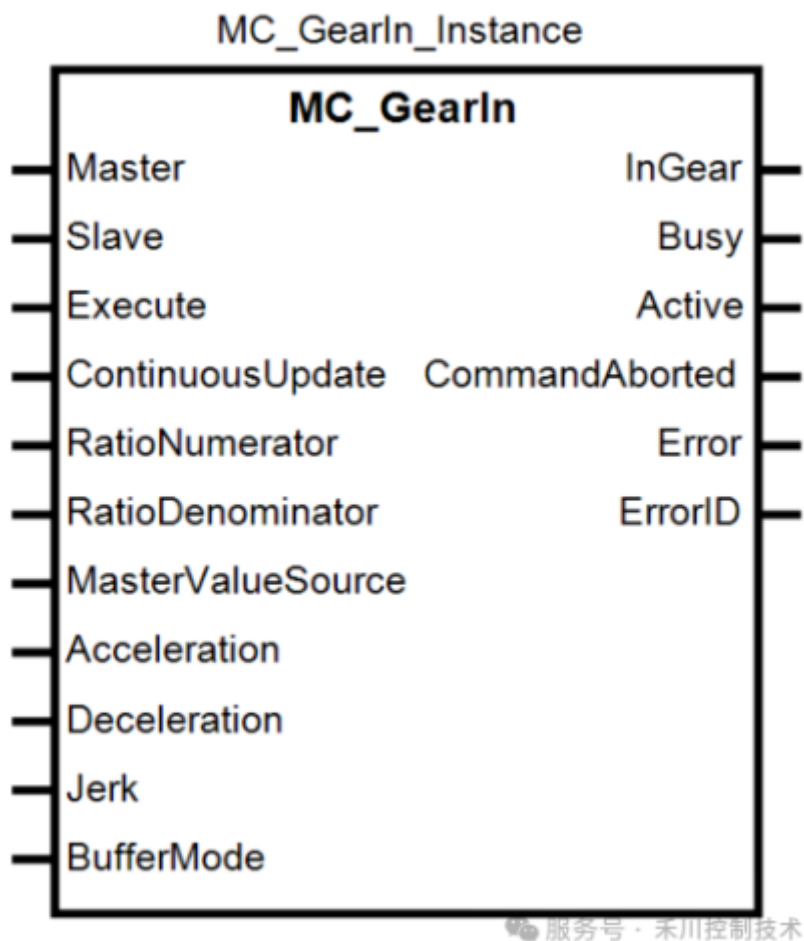 MC_GearIn_Instance
MC_GearIn
Master InGear
Slave Busy
Execute Active
ContinuousUpdate CommandAborted
RatioNumerator Error
RatioDenominator ErrorID
MasterValueSource
Acceleration
Deceleration
Jerk
BufferMode
服务号 · 禾川控制技术